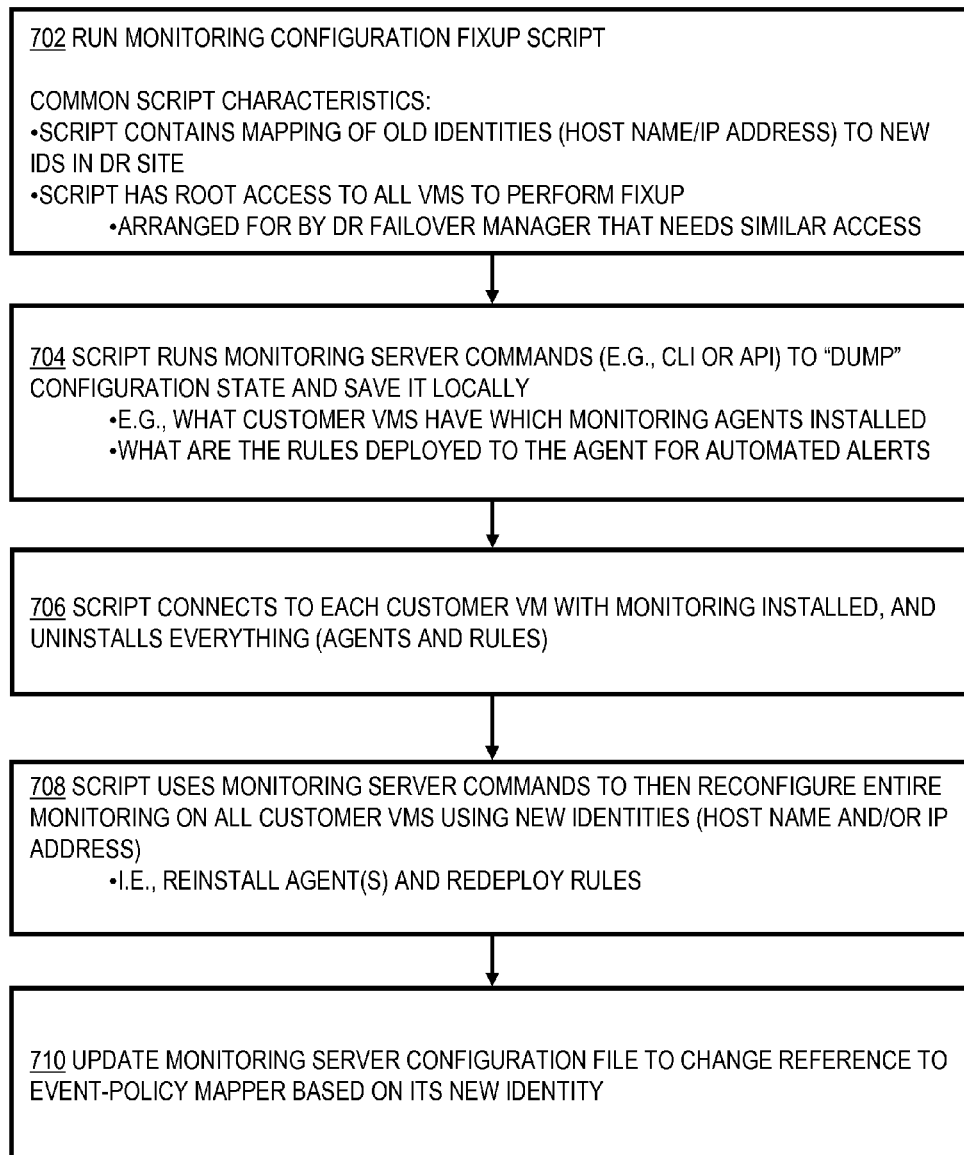 702 RUN MONITORING CONFIGURATION FIXUP SCRIPT
COMMON SCRIPT CHARACTERISTICS:
•SCRIPT CONTAINS MAPPING OF OLD IDENTITIES (HOST NAME/IP ADDRESS) TO NEW
IDS IN DR SITE
•SCRIPT HAS ROOT ACCESS TO ALL VMS TO PERFORM FIXUP
•ARRANGED FOR BY DR FAILOVER MANAGER THAT NEEDS SIMILAR ACCESS
704 SCRIPT RUNS MONITORING SERVER COMMANDS (E.G., CLI OR API) TO “DUMP”
CONFIGURATION STATE AND SAVE IT LOCALLY
•E.G., WHAT CUSTOMER VMS HAVE WHICH MONITORING AGENTS INSTALLED
•WHAT ARE THE RULES DEPLOYED TO THE AGENT FOR AUTOMATED ALERTS
706 SCRIPT CONNECTS TO EACH CUSTOMER VM WITH MONITORING INSTALLED, AND
UNINSTALLS EVERYTHING (AGENTS AND RULES)
708 SCRIPT USES MONITORING SERVER COMMANDS TO THEN RECONFIGURE ENTIRE
MONITORING ON ALL CUSTOMER VMS USING NEW IDENTITIES (HOST NAME AND/OR IP
ADDRESS)
•I.E., REINSTALL AGENT(S) AND REDEPLOY RULES
710 UPDATE MONITORING SERVER CONFIGURATION FILE TO CHANGE REFERENCE TO
EVENT-POLICY MAPPER BASED ON ITS NEW IDENTITY